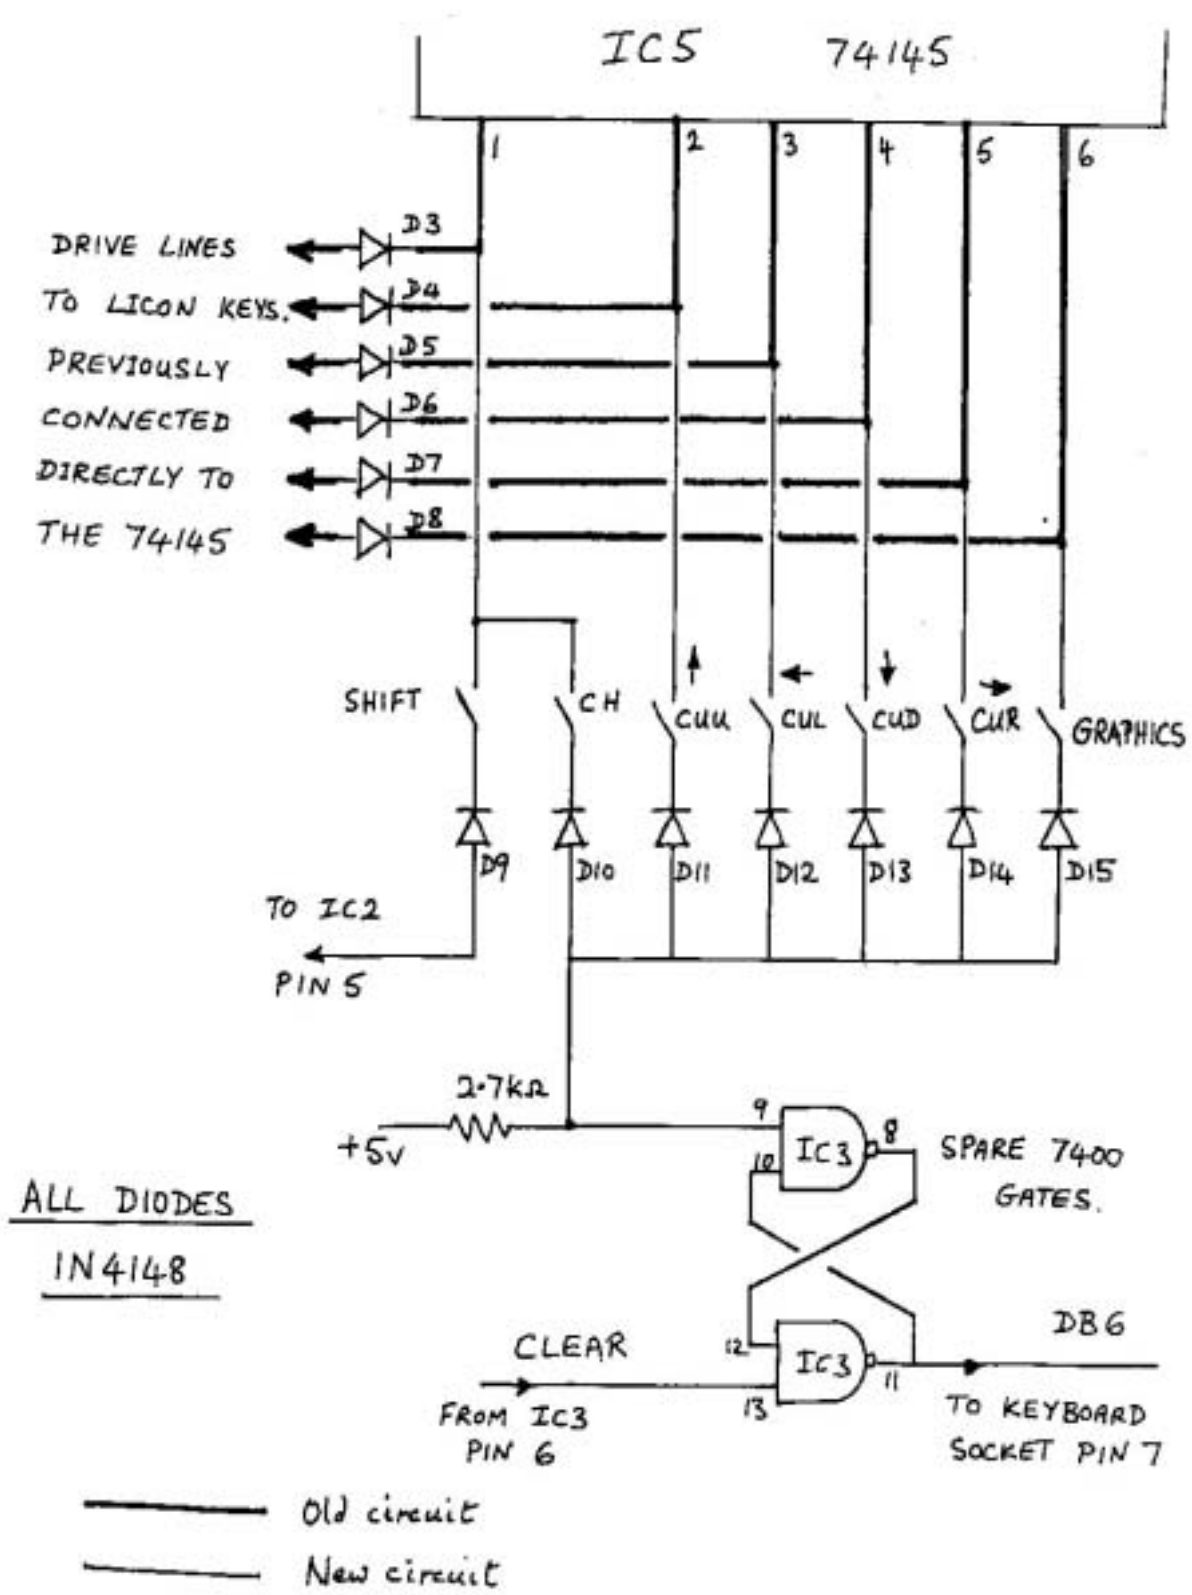 IC5 74145
1 2 3 4 5 6
D3
DRIVE LINES
D4
TO LICON KEYS.
D5
PREVIOUSLY
D6
CONNECTED
D7
DIRECTLY TO
D8
THE 74145
SHIFT CH CUU CUL CUD CUR GRAPHICS
D9 D10 D11 D12 D13 D14 D15
TO IC2
PIN 5
2.7kΩ
+5v
9
10
IC3
8
SPARE 7400
GATES.
ALL DIODES
IN4148
CLEAR
12
13
IC3
11
DB6
FROM IC3
PIN 6
TO KEYBOARD
SOCKET PIN 7
Old circuit
New circuit